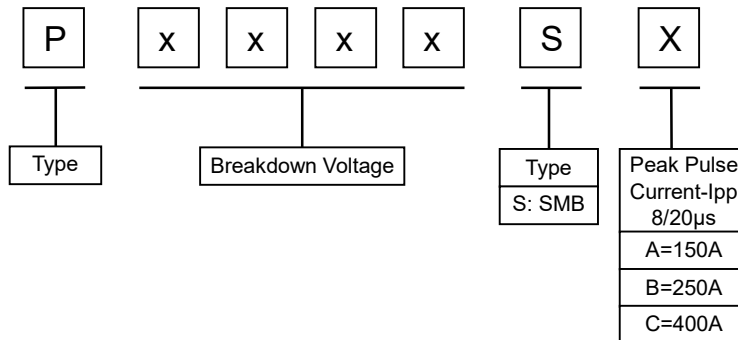 P x x x x S X
Type
Breakdown Voltage
Type
S: SMB
Peak Pulse
Current-Ipp
8/20μs
A=150A
B=250A
C=400A